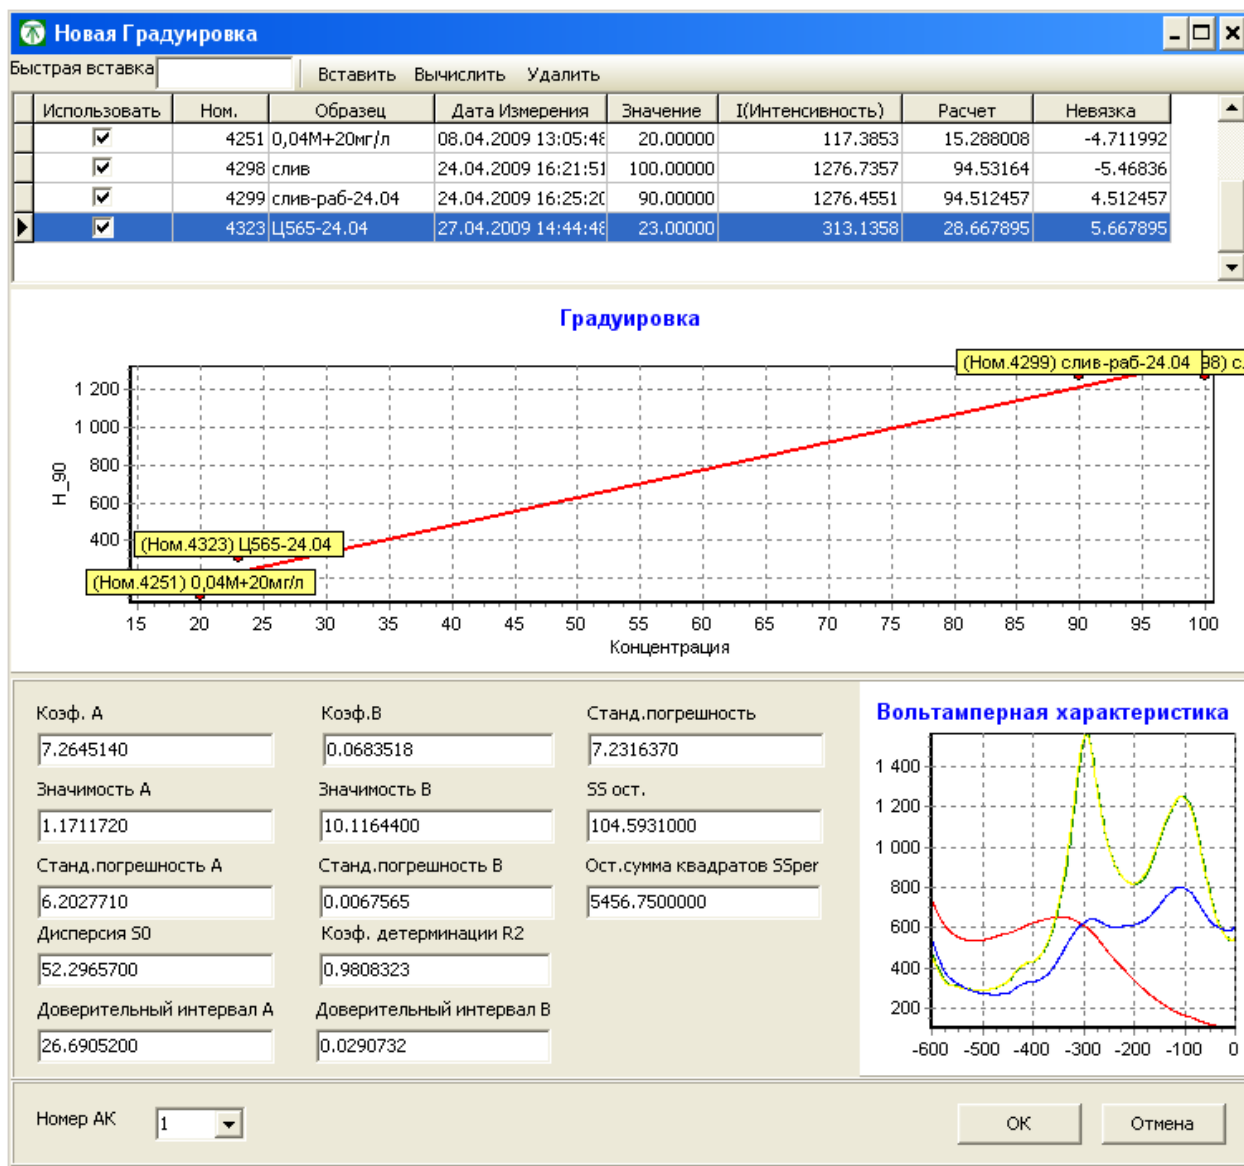 Новая Градуировка
Быстрая вставка Вставить Вычислить Удалить
Использовать Ном. Образец Дата Измерения Значение I(Интенсивность) Расчет Невязка
4251 0,04М+20мг/л 08.04.2009 13:05:48 20.00000 117.3853 15.288008 -4.711992
4298 слив 24.04.2009 16:21:51 100.00000 1276.7357 94.53164 -5.46836
4299 слив-раб-24.04 24.04.2009 16:25:20 90.00000 1276.4551 94.512457 4.512457
4323 Ц565-24.04 27.04.2009 14:44:48 23.00000 313.1358 28.667895 5.667895
Градуировка
(Ном.4299) слив-раб-24.04 98) с.
1 200
1 000
800
600
400
H_90
(Ном.4323) Ц565-24.04
(Ном.4251) 0,04М+20мг/л
15 20 25 30 35 40 45 50 55 60 65 70 75 80 85 90 95 100
Концентрация
Коэф. А Коэф.В Станд.погрешность
7.2645140 0.0683518 7.2316370
Значимость А Значимость В SS ост.
1.1711720 10.1164400 104.5931000
Станд.погрешность А Станд.погрешность В Ост.сумма квадратов SSper
6.2027710 0.0067565 5456.7500000
Дисперсия S0 Коэф. детерминации R2
52.2965700 0.9808323
Доверительный интервал А Доверительный интервал В
26.6905200 0.0290732
Вольтамперная характеристика
1 400
1 200
1 000
800
600
400
200
-600 -500 -400 -300 -200 -100 0
Номер АК 1 ОК Отмена